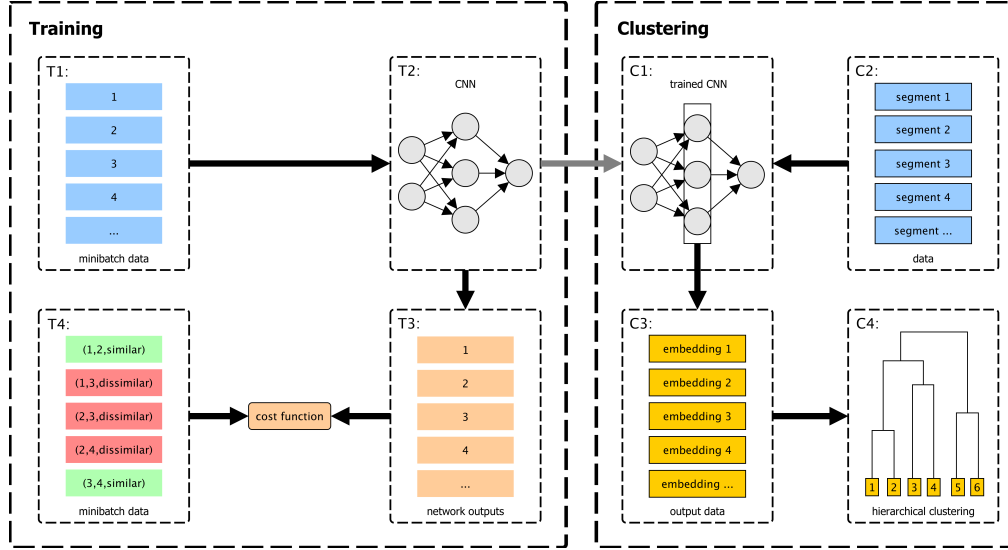 Training
T1:
1
2
3
4
...
minibatch data
T2:
CNN
T4:
(1,2,similar)
(1,3,dissimilar)
(2,3,dissimilar)
(2,4,dissimilar)
(3,4,similar)
minibatch data
cost function
T3:
1
2
3
4
...
network outputs
Clustering
C1:
trained CNN
C2:
segment 1
segment 2
segment 3
segment 4
segment ...
data
C3:
embedding 1
embedding 2
embedding 3
embedding 4
embedding ...
output data
C4:
1 2 3 4 5 6
hierarchical clustering